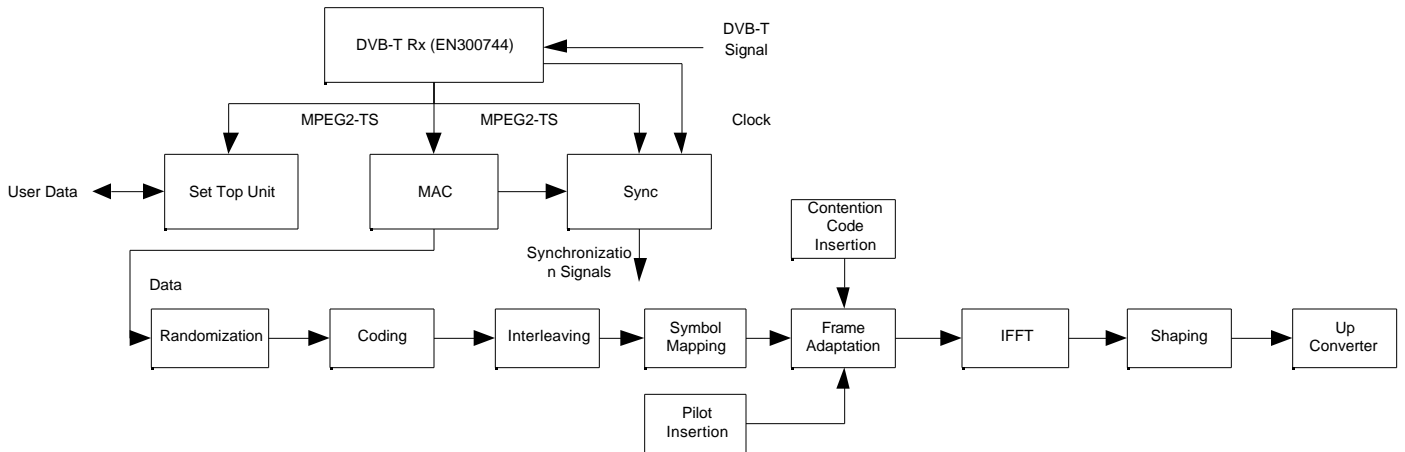 DVB-T Rx (EN300744)
DVB-T
Signal
MPEG2-TS
MPEG2-TS
Clock
User Data
Set Top Unit
MAC
Sync
Contention
Code
Insertion
Synchronizatio
n Signals
Data
Randomization
Coding
Interleaving
Symbol
Mapping
Frame
Adaptation
IFFT
Shaping
Up
Converter
Pilot
Insertion